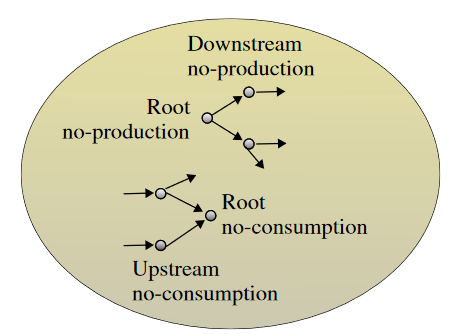 Downstream
no-production
Root
no-production
Root
no-consumption
Upstream
no-consumption